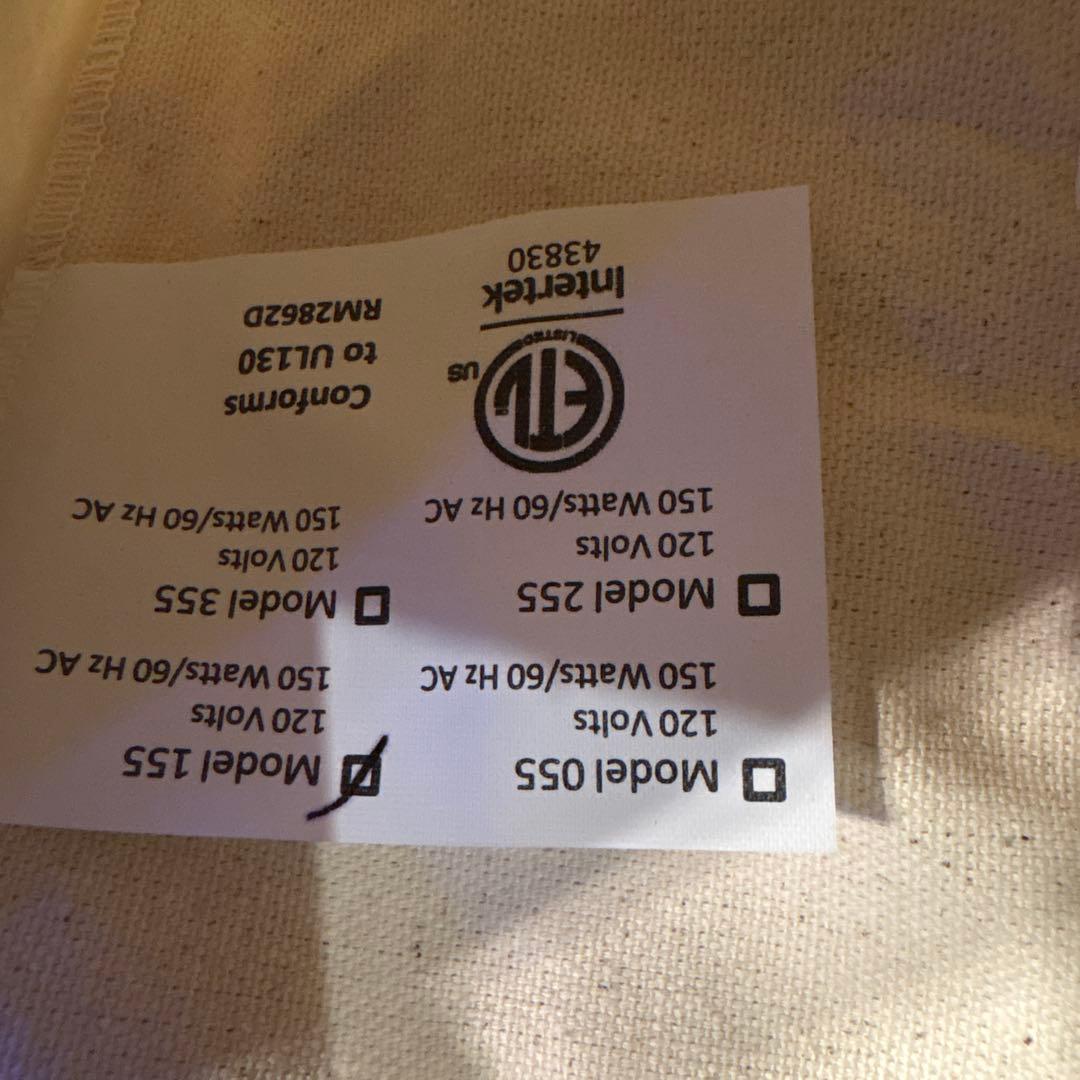 ☐ Model 055
120 Volts
150 Watts/60 Hz AC
☑ Model 155
120 Volts
150 Watts/60 Hz AC
☐ Model 255
120 Volts
150 Watts/60 Hz AC
☐ Model 355
120 Volts
150 Watts/60 Hz AC
ETL
LISTED
US
Intertek
43830
Conforms
to UL130
RM2862D